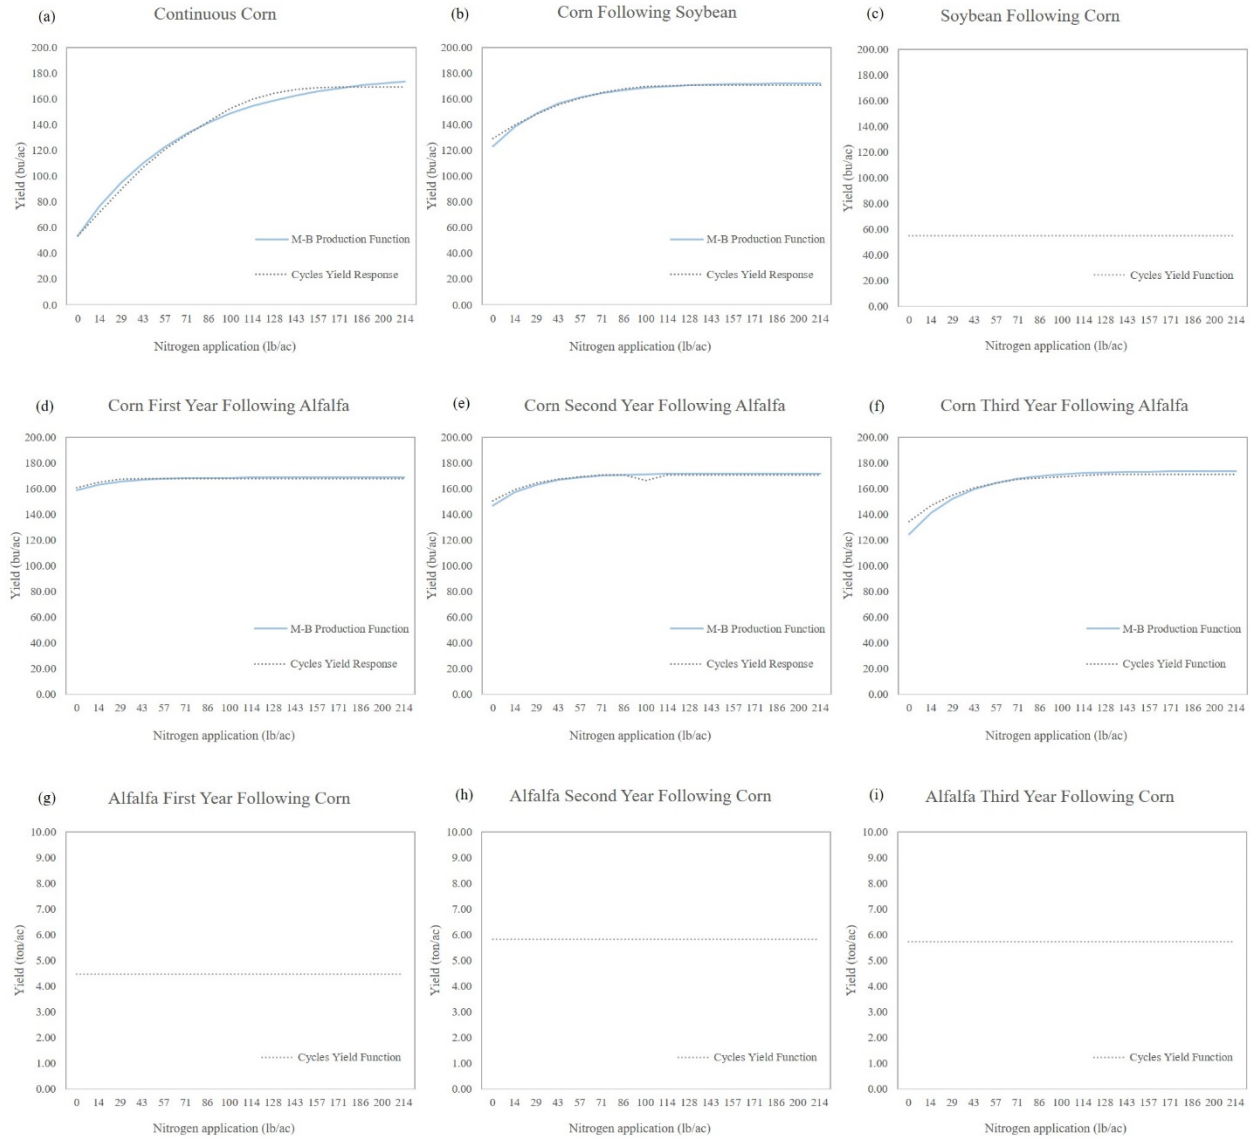 (a)
Continuous Corn
200.0
180.0
160.0
140.0
120.0
100.0
80.0
60.0
40.0
20.0
0.0
Yield (bu/ac)
M-B Production Function
Cycles Yield Response
0 14 29 43 57 71 86 100 114 128 143 157 171 186 200 214
Nitrogen application (lb/ac)
(b)
Corn Following Soybean
200.0
180.0
160.0
140.0
120.0
100.0
80.0
60.0
40.0
20.0
0.0
Yield (bu/ac)
M-B Production Function
Cycles Yield Response
0 14 29 43 57 71 86 100 114 128 143 157 171 186 200 214
Nitrogen application (lb/ac)
(c)
Soybean Following Corn
200.00
180.00
160.00
140.00
120.00
100.00
80.00
60.00
40.00
20.00
0.00
Yield (bu/ac)
Cycles Yield Function
0 14 29 43 57 71 86 100 114 128 143 157 171 186 200 214
Nitrogen application (lb/ac)
(d)
Corn First Year Following Alfalfa
200.00
180.00
160.00
140.00
120.00
100.00
80.00
60.00
40.00
20.00
0.00
Yield (bu/ac)
M-B Production Function
Cycles Yield Response
0 14 29 43 57 71 86 100 114 128 143 157 171 186 200 214
Nitrogen application (lb/ac)
(e)
Corn Second Year Following Alfalfa
200.00
180.00
160.00
140.00
120.00
100.00
80.00
60.00
40.00
20.00
0.00
Yield (bu/ac)
M-B Production Function
Cycles Yield Response
0 14 29 43 57 71 86 100 114 128 143 157 171 186 200 214
Nitrogen application (lb/ac)
(f)
Corn Third Year Following Alfalfa
200.00
180.00
160.00
140.00
120.00
100.00
80.00
60.00
40.00
20.00
0.00
Yield (bu/ac)
M-B Production Function
Cycles Yield Function
0 14 29 43 57 71 86 100 114 128 143 157 171 186 200 214
Nitrogen application (lb/ac)
(g)
Alfalfa First Year Following Corn
10.00
9.00
8.00
7.00
6.00
5.00
4.00
3.00
2.00
1.00
0.00
Yield (ton/ac)
Cycles Yield Function
0 14 29 43 57 71 86 100 114 128 143 157 171 186 200 214
Nitrogen application (lb/ac)
(h)
Alfalfa Second Year Following Corn
10.00
9.00
8.00
7.00
6.00
5.00
4.00
3.00
2.00
1.00
0.00
Yield (ton/ac)
Cycles Yield Function
0 14 29 43 57 71 86 100 114 128 143 157 171 186 200 214
Nitrogen application (lb/ac)
(i)
Alfalfa Third Year Following Corn
10.00
9.00
8.00
7.00
6.00
5.00
4.00
3.00
2.00
1.00
0.00
Yield (ton/ac)
Cycles Yield Function
0 14 29 43 57 71 86 100 114 128 143 157 171 186 200 214
Nitrogen application (lb/ac)